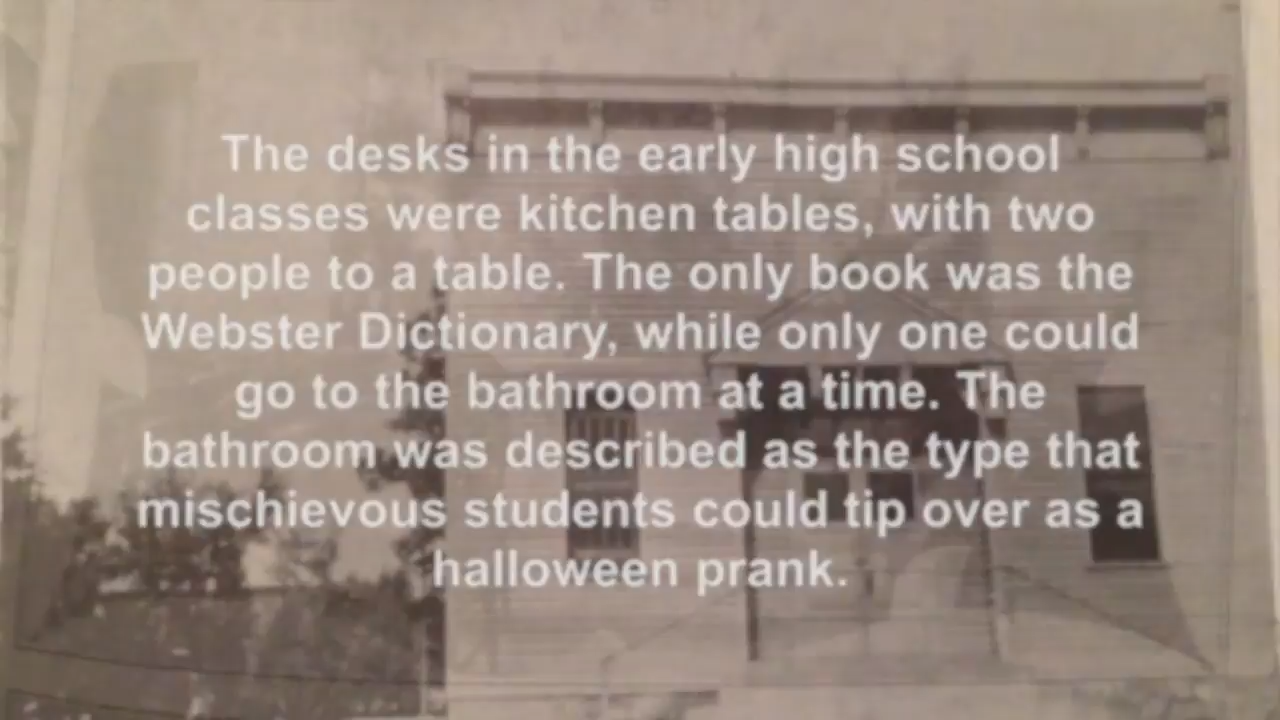 The desks in the early high school
classes were kitchen tables, with two
people to a table. The only book was the
Webster Dictionary, while only one could
go to the bathroom at a time. The
bathroom was described as the type that
mischievous students could tip over as a
halloween prank.